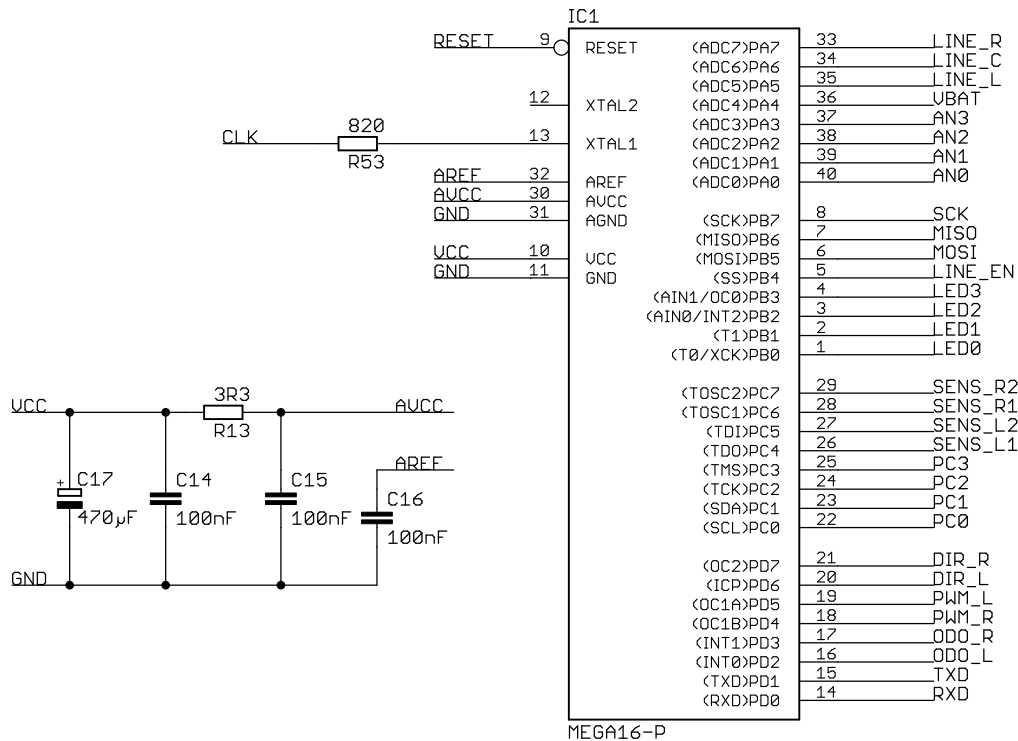 IC1
RESET 9 RESET (ADC7)PA7 33 LINE_R
(ADC6)PA6 34 LINE_C
(ADC5)PA5 35 LINE_L
12 XTAL2 (ADC4)PA4 36 VBAT
(ADC3)PA3 37 AN3
CLK 820 13 XTAL1 (ADC2)PA2 38 AN2
R53 (ADC1)PA1 39 AN1
AREF 32 AREF (ADC0)PA0 40 AN0
AVCC 30 AVCC
GND 31 AGND (SCK)PB7 8 SCK
(MISO)PB6 7 MISO
VCC 10 VCC (MOSI)PB5 6 MOSI
GND 11 GND (SS)PB4 5 LINE_EN
(AIN1/OC0)PB3 4 LED3
(AIN0/INT2)PB2 3 LED2
(T1)PB1 2 LED1
(T0/XCK)PB0 1 LED0
VCC 3R3 AVCC (TOSC2)PC7 29 SENS_R2
R13 (TOSC1)PC6 28 SENS_R1
(TDI)PC5 27 SENS_L2
(TDO)PC4 26 SENS_L1
AREF (TMS)PC3 25 PC3
+ C17 C14 C15 (TCK)PC2 24 PC2
C16 (SDA)PC1 23 PC1
470µF 100nF 100nF (SCL)PC0 22 PC0
100nF
(OC2)PD7 21 DIR_R
GND (ICP)PD6 20 DIR_L
(OC1A)PD5 19 PWM_L
(OC1B)PD4 18 PWM_R
(INT1)PD3 17 ODO_R
(INT0)PD2 16 ODO_L
(TXD)PD1 15 TXD
(RXD)PD0 14 RXD
MEGA16-P